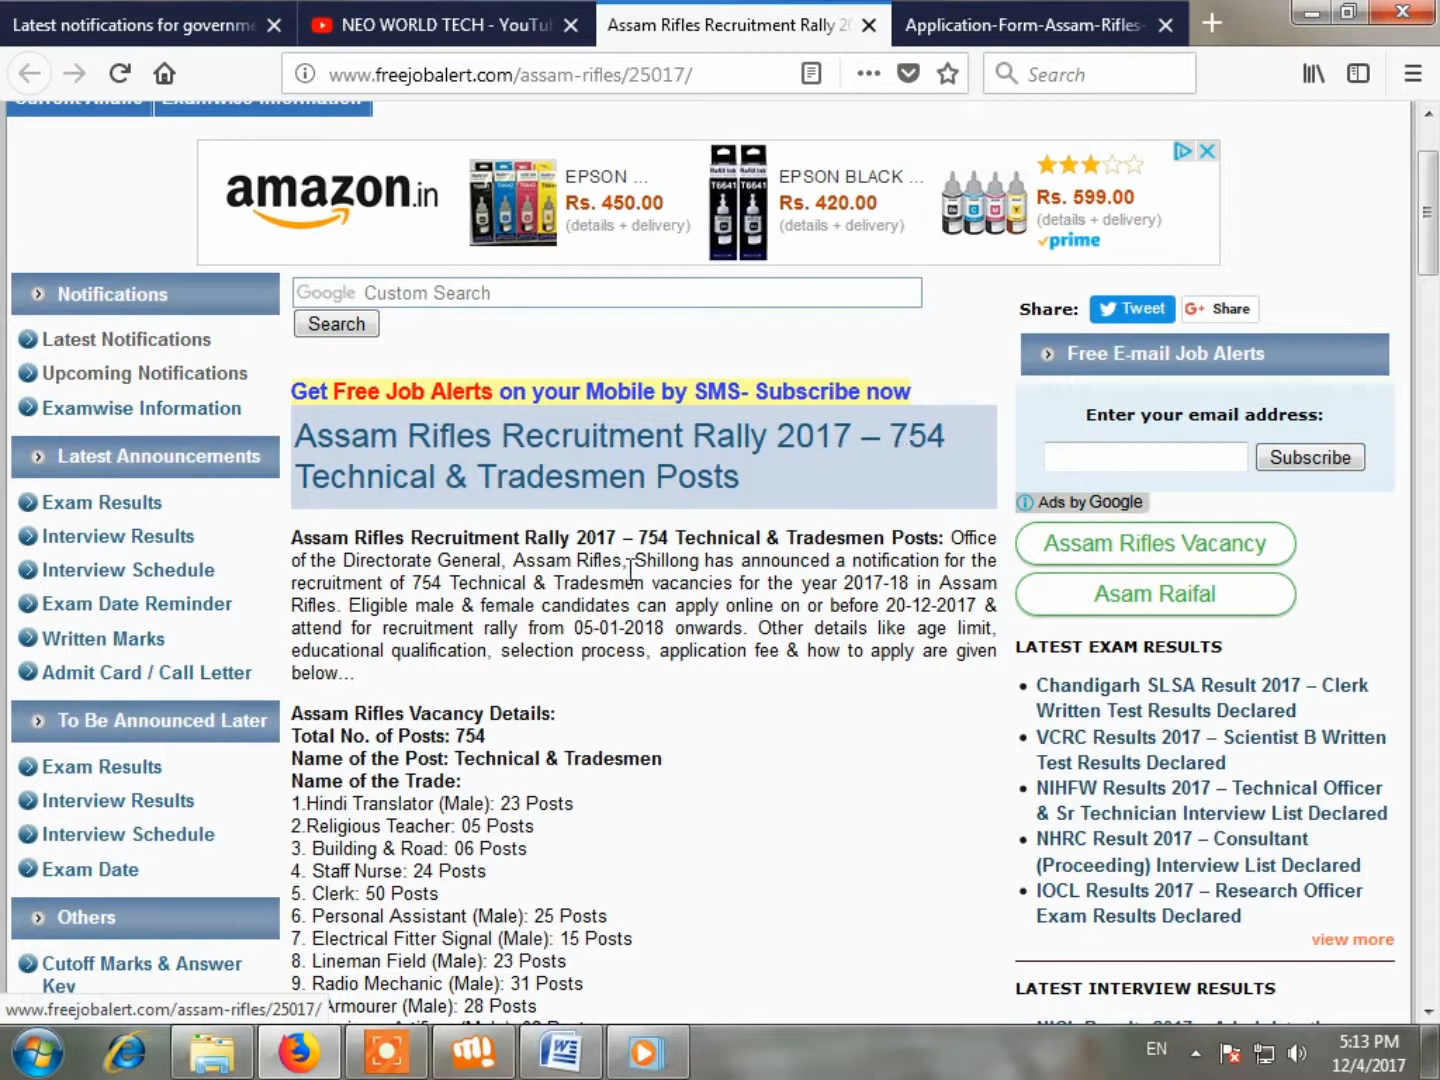 Latest notifications for governme
NEO WORLD TECH - YouTu
Assam Rifles Recruitment Rally 20
Application-Form-Assam-Rifles-
www.freejobalert.com/assam-rifles/25017/
Search
Current Affairs
Examwise Information
amazon.in
EPSON ...
Rs. 450.00
(details + delivery)
EPSON BLACK ...
Rs. 420.00
(details + delivery)
Rs. 599.00
(details + delivery)
prime
Notifications
Latest Notifications
Upcoming Notifications
Examwise Information
Latest Announcements
Exam Results
Interview Results
Interview Schedule
Exam Date Reminder
Written Marks
Admit Card / Call Letter
To Be Announced Later
Exam Results
Interview Results
Interview Schedule
Exam Date
Others
Cutoff Marks & Answer
Key
Google Custom Search
Search
Get Free Job Alerts on your Mobile by SMS- Subscribe now
Assam Rifles Recruitment Rally 2017 – 754
Technical & Tradesmen Posts
Assam Rifles Recruitment Rally 2017 – 754 Technical & Tradesmen Posts: Office
of the Directorate General, Assam Rifles, Shillong has announced a notification for the
recruitment of 754 Technical & Tradesmen vacancies for the year 2017-18 in Assam
Rifles. Eligible male & female candidates can apply online on or before 20-12-2017 &
attend for recruitment rally from 05-01-2018 onwards. Other details like age limit,
educational qualification, selection process, application fee & how to apply are given
below...
Assam Rifles Vacancy Details:
Total No. of Posts: 754
Name of the Post: Technical & Tradesmen
Name of the Trade:
1.Hindi Translator (Male): 23 Posts
2.Religious Teacher: 05 Posts
3. Building & Road: 06 Posts
4. Staff Nurse: 24 Posts
5. Clerk: 50 Posts
6. Personal Assistant (Male): 25 Posts
7. Electrical Fitter Signal (Male): 15 Posts
8. Lineman Field (Male): 23 Posts
9. Radio Mechanic (Male): 31 Posts
Armourer (Male): 28 Posts
Share: Tweet G+ Share
Free E-mail Job Alerts
Enter your email address:
Subscribe
Ads by Google
Assam Rifles Vacancy
Asam Raifal
LATEST EXAM RESULTS
Chandigarh SLSA Result 2017 – Clerk
Written Test Results Declared
VCRC Results 2017 – Scientist B Written
Test Results Declared
NIHFW Results 2017 – Technical Officer
& Sr Technician Interview List Declared
NHRC Result 2017 – Consultant
(Proceeding) Interview List Declared
IOCL Results 2017 – Research Officer
Exam Results Declared
view more
LATEST INTERVIEW RESULTS
www.freejobalert.com/assam-rifles/25017/
EN
5:13 PM
12/4/2017